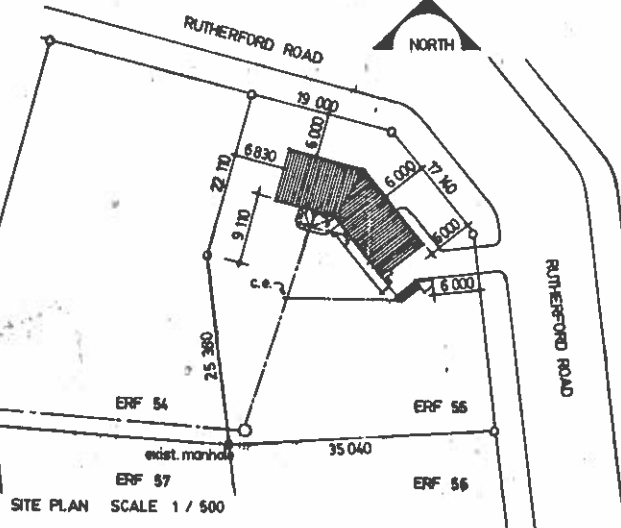 RUTHERFORD ROAD
NORTH
19 000
6 000
6 830
22 110
6 000
17 140
9 110
6 000
c.e.
6 000
RUTHERFORD ROAD
25 380
ERF 54
ERF 55
exist. manhole
35 040
ERF 57
ERF 56
SITE PLAN SCALE 1 / 500